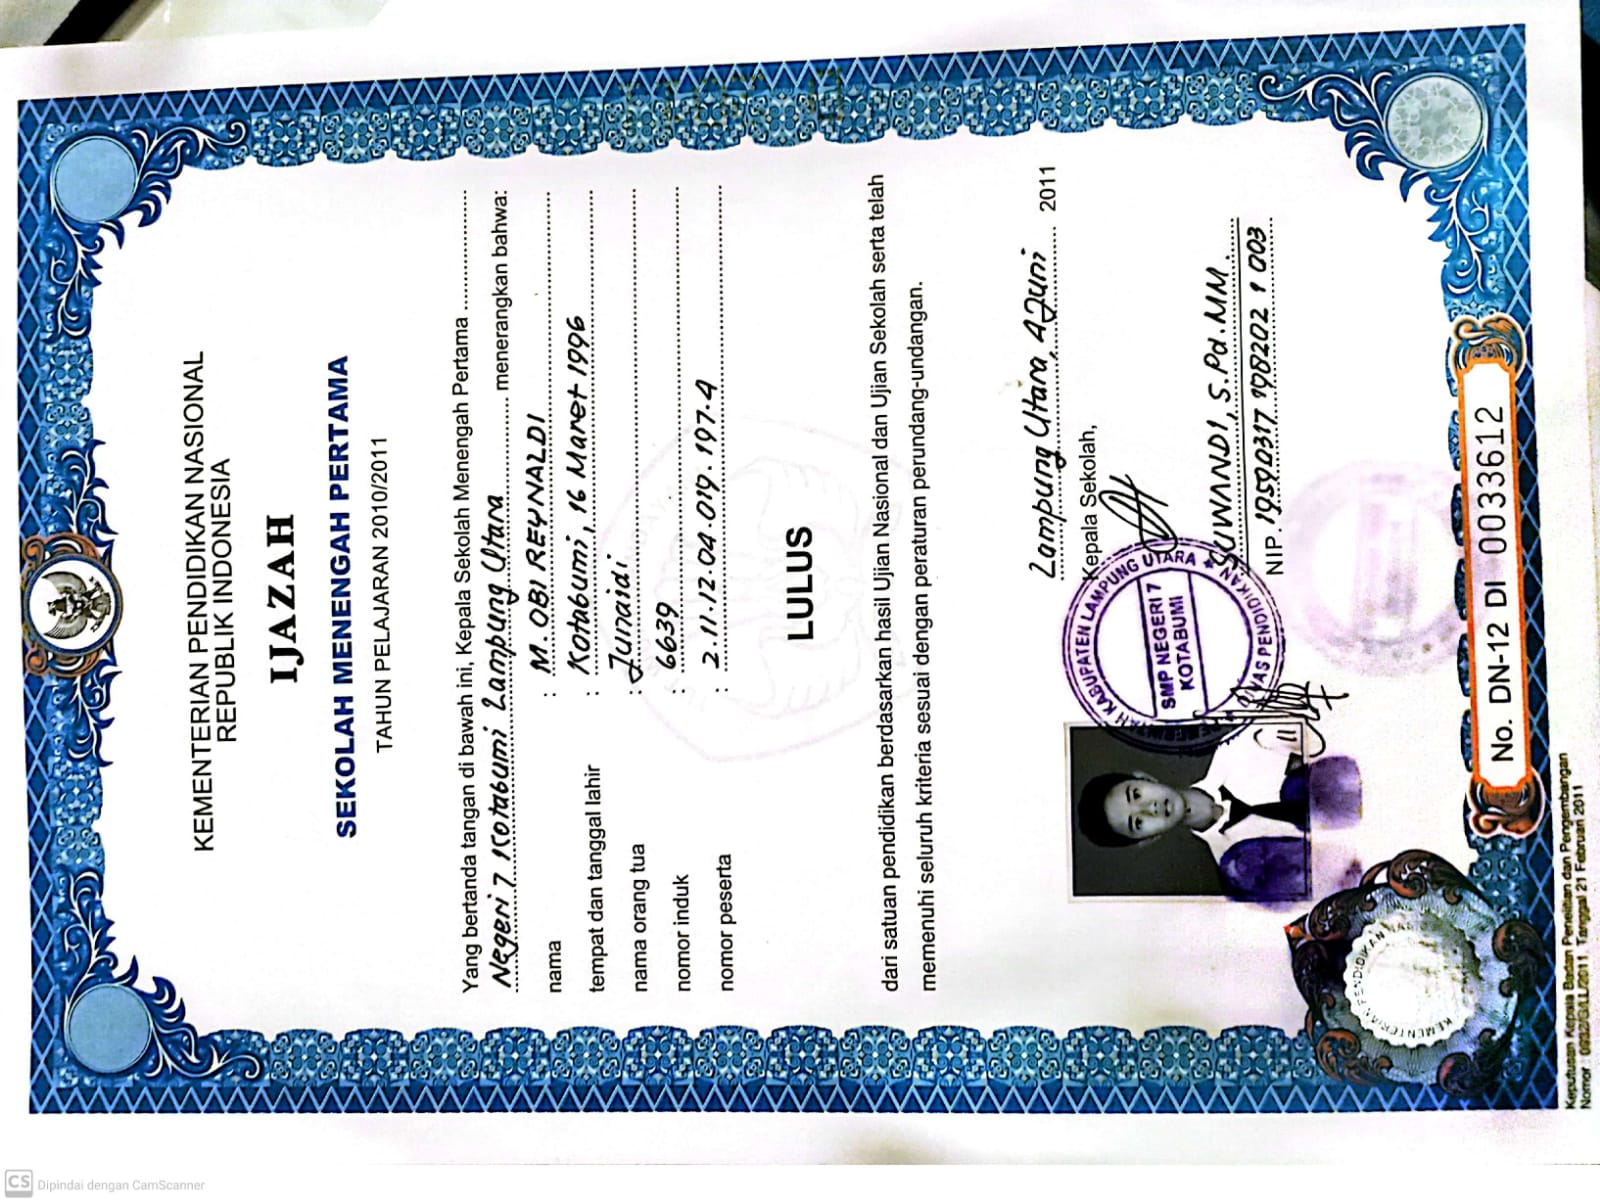 KEMENTERIAN PENDIDIKAN NASIONAL
REPUBLIK INDONESIA
IJAZAH
SEKOLAH MENENGAH PERTAMA
TAHUN PELAJARAN 2010/2011
Yang bertanda tangan di bawah ini, Kepala Sekolah Menengah Pertama
Negeri 7 Kotabumi Lampung Utara menerangkan bahwa:
nama : M. OBI REYNALDI
tempat dan tanggal lahir : Kotabumi, 16 Maret 1996
nama orang tua : Junaidi
nomor induk : 6639
nomor peserta : 2.11.12.04.019.197.4
LULUS
dari satuan pendidikan berdasarkan hasil Ujian Nasional dan Ujian Sekolah serta telah
memenuhi seluruh kriteria sesuai dengan peraturan perundang-undangan.
Lampung Utara, 4 Juni 2011
Kepala Sekolah,
PEMERINTAH KABUPATEN LAMPUNG UTARA
SMP NEGERI 7
KOTABUMI
DINAS PENDIDIKAN
SUWANDI, S.Pd.MM.
NIP. 19590317 198202 1 003
KEMENTERIAN PENDIDIKAN NASIONAL
No. DN-12 DI 0033612
Keputusan Kepala Badan Penelitian dan Pengembangan
Nomor : 0932/G/LL/2011, Tanggal 21 Februari 2011
CS Dipindai dengan CamScanner